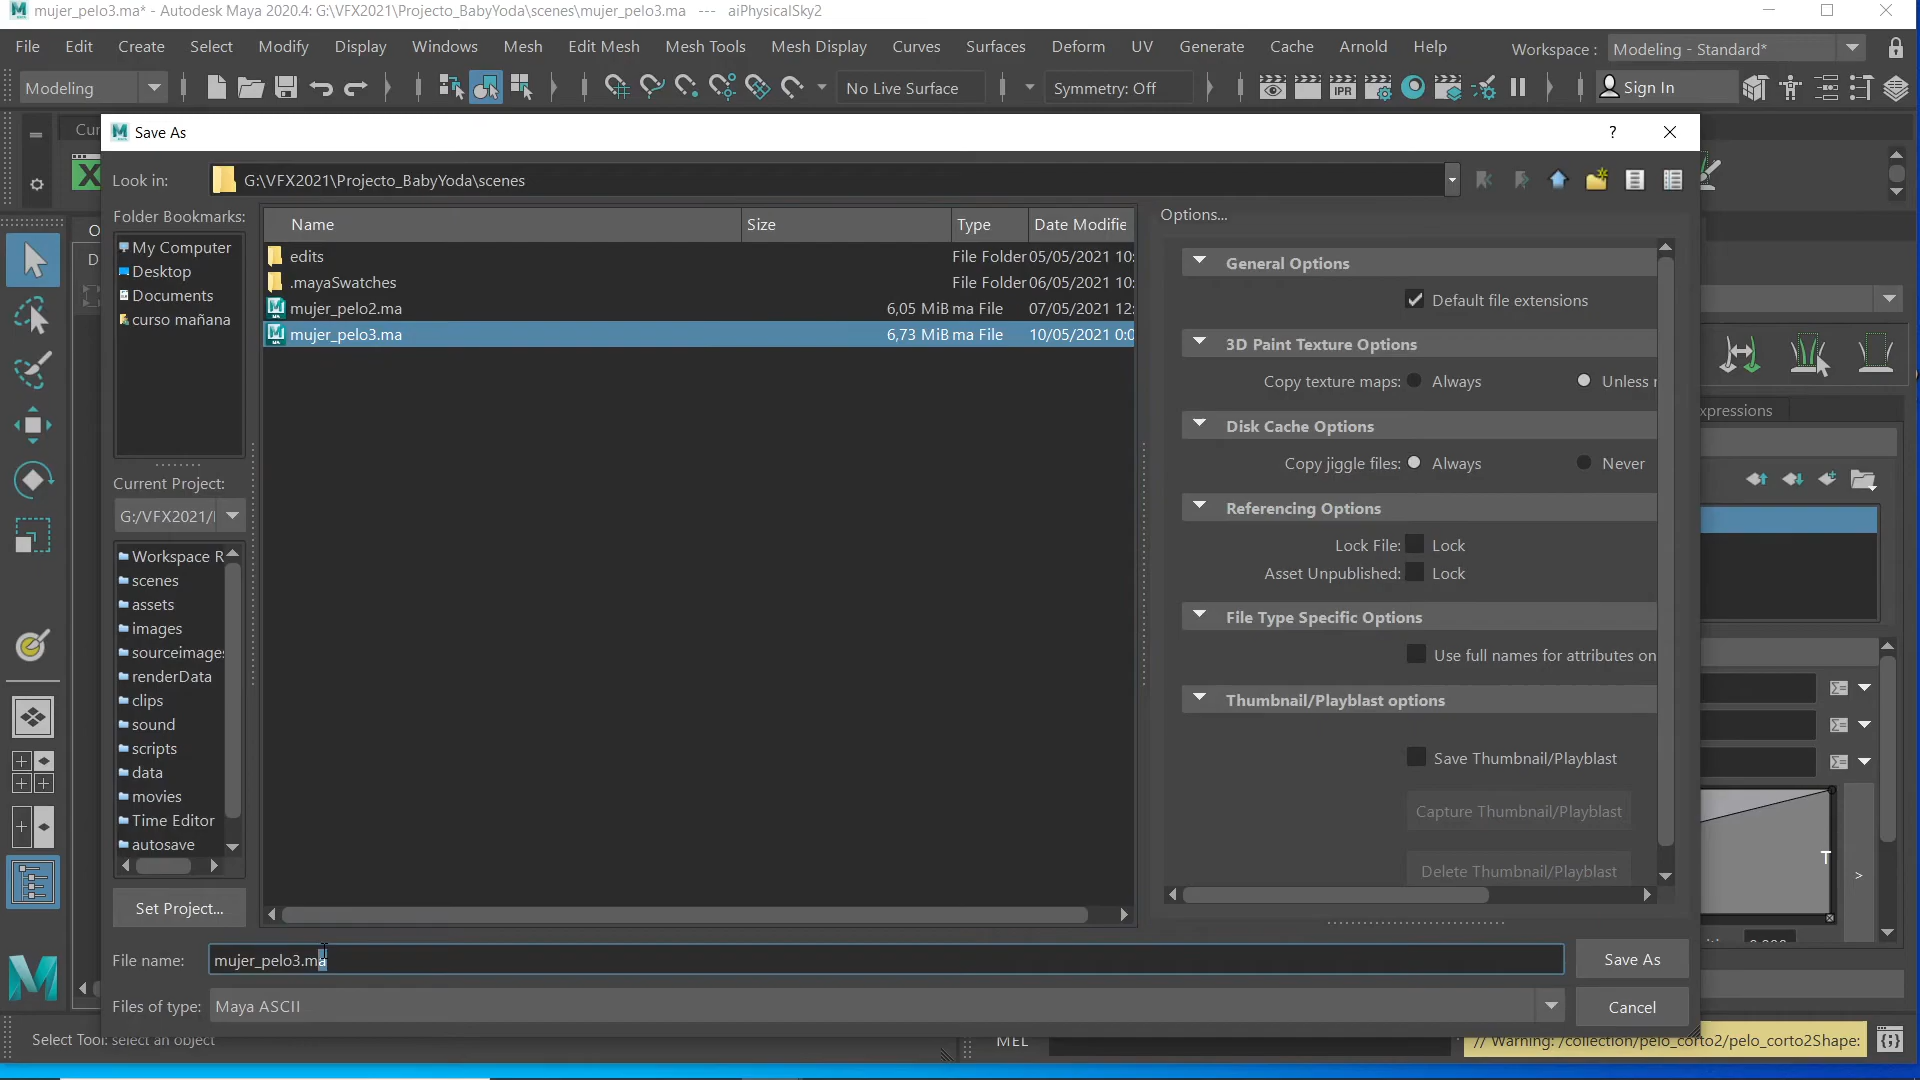 mujer_pelo3.ma* - Autodesk Maya 2020.4: G:\VFX2021\Projecto_BabyYoda\scenes\mujer_pelo3.ma --- aiPhysicalSky2
File Edit Create Select Modify Display Windows Mesh Edit Mesh Mesh Tools Mesh Display Curves Surfaces Deform UV Generate Cache Arnold Help Workspace : Modeling - Standard*
Modeling No Live Surface Symmetry: Off IPR Sign In
Save As
?
Look in: G:\VFX2021\Projecto_BabyYoda\scenes
Folder Bookmarks:
My Computer
Desktop
Documents
curso mañana
Current Project:
G:/VFX2021/
Workspace R
scenes
assets
images
sourceimages
renderData
clips
sound
scripts
data
movies
Time Editor
autosave
Set Project...
Name Size Type Date Modifie
edits File Folder 05/05/2021 10:
.mayaSwatches File Folder 06/05/2021 10:
mujer_pelo2.ma 6,05 MiB ma File 07/05/2021 12:
mujer_pelo3.ma 6,73 MiB ma File 10/05/2021 0:0
Options...
General Options
Default file extensions
3D Paint Texture Options
Copy texture maps: Always Unless
Disk Cache Options
Copy jiggle files: Always Never
Referencing Options
Lock File: Lock
Asset Unpublished: Lock
File Type Specific Options
Use full names for attributes on
Thumbnail/Playblast options
Save Thumbnail/Playblast
Capture Thumbnail/Playblast
Delete Thumbnail/Playblast
xpressions
T
>
File name: mujer_pelo3.ma Save As
Files of type: Maya ASCII Cancel
Select Tool: select an object
MEL
// Warning: /collection/pelo_corto2/pelo_corto2Shape: